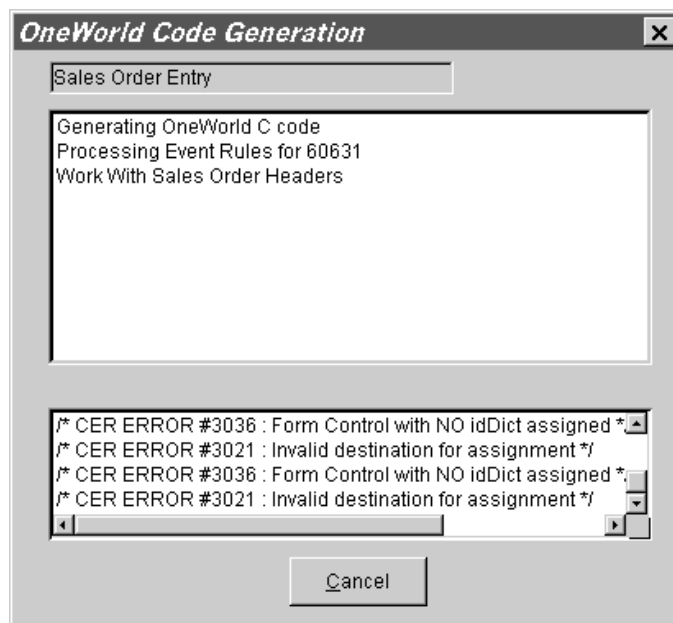 OneWorld Code Generation
Sales Order Entry
Generating OneWorld C code
Processing Event Rules for 60631
Work With Sales Order Headers
/* CER ERROR #3036 : Form Control with NO idDict assigned *
/* CER ERROR #3021 : Invalid destination for assignment */
/* CER ERROR #3036 : Form Control with NO idDict assigned *
/* CER ERROR #3021 : Invalid destination for assignment */
Cancel